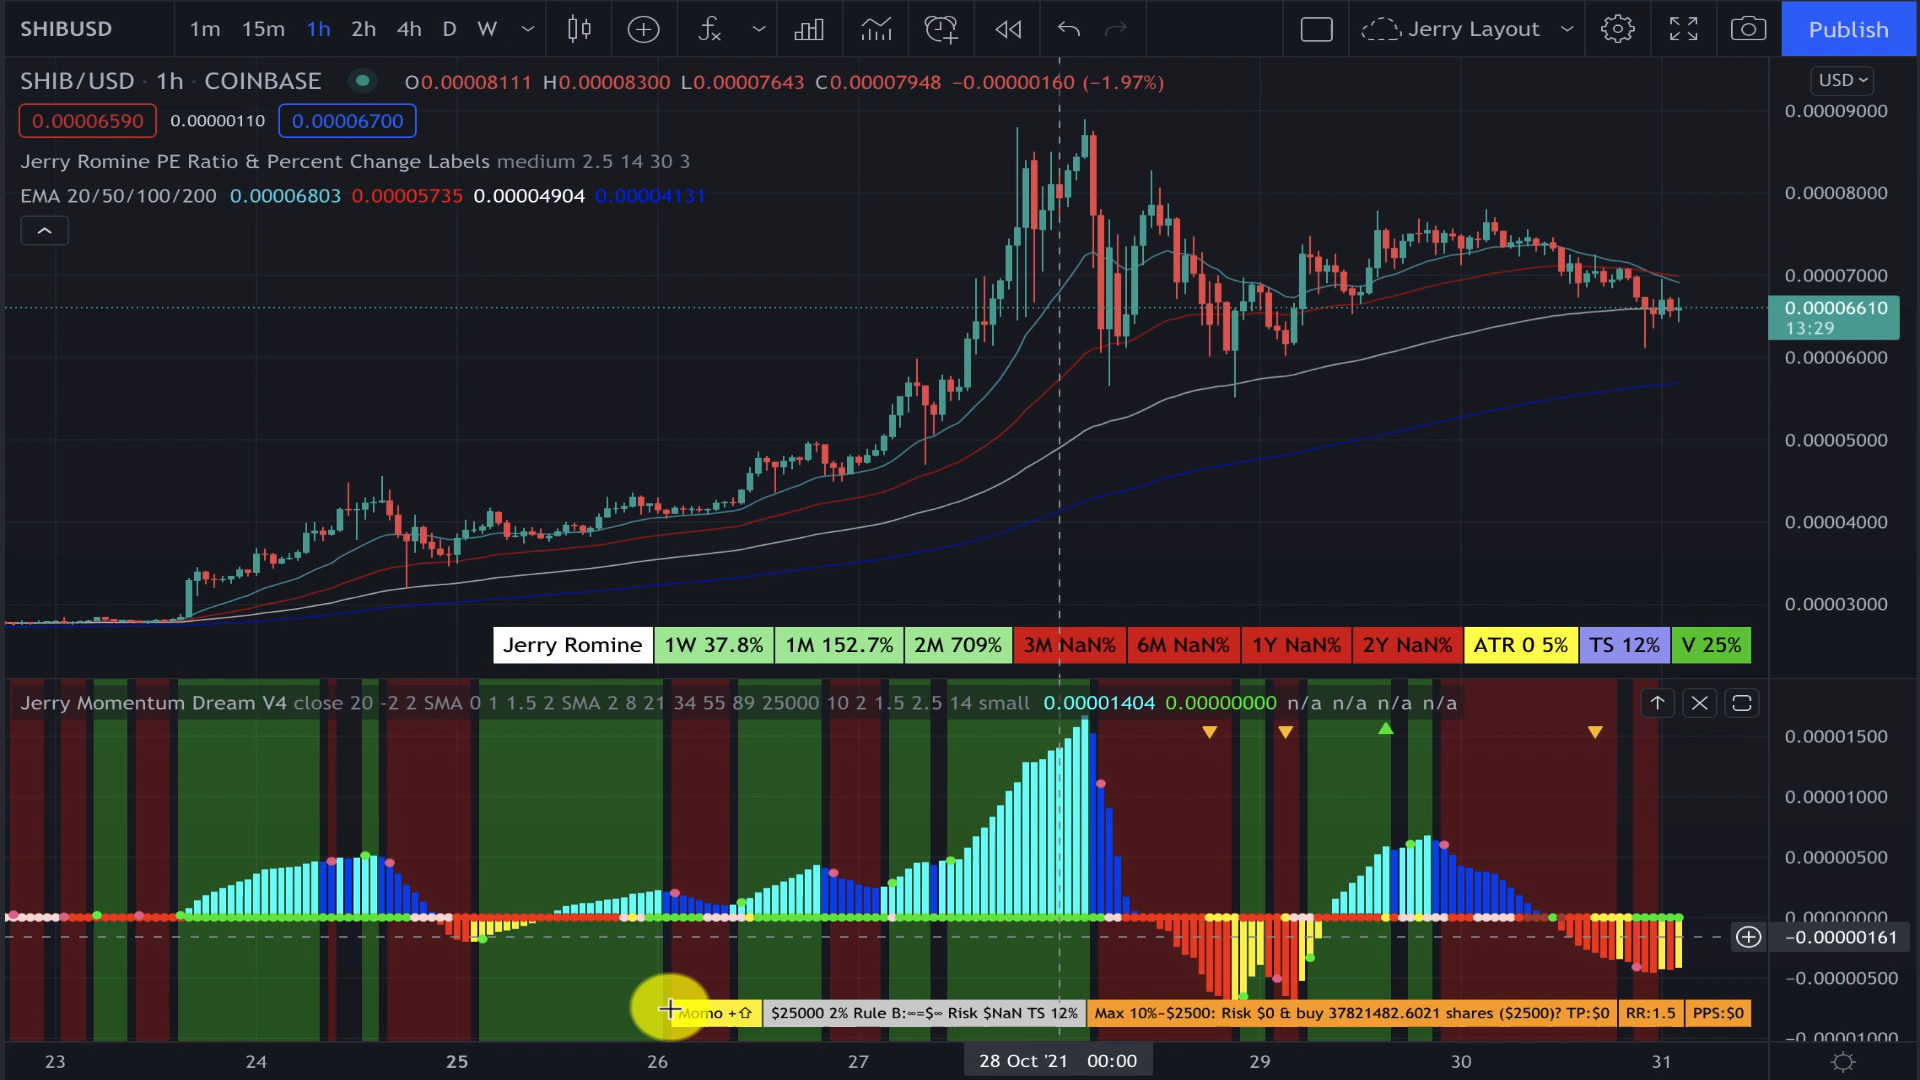 SHIBUSD 1m 15m 1h 2h 4h D W Jerry Layout Publish
SHIB/USD · 1h · COINBASE O0.00008111 H0.00008300 L0.00007643 C0.00007948 −0.00000160 (−1.97%) USD
0.00006590 0.00000110 0.00006700
Jerry Romine PE Ratio & Percent Change Labels medium 2.5 14 30 3
EMA 20/50/100/200 0.00006803 0.00005735 0.00004904 0.00004131
0.00009000
0.00008000
0.00007000
0.00006610
13:29
0.00006000
0.00005000
0.00004000
0.00003000
Jerry Romine 1W 37.8% 1M 152.7% 2M 709% 3M NaN% 6M NaN% 1Y NaN% 2Y NaN% ATR 0 5% TS 12% V 25%
Jerry Momentum Dream V4 close 20 -2 2 SMA 0 1 1.5 2 SMA 2 8 21 34 55 89 25000 10 2 1.5 2.5 14 small 0.00001404 0.00000000 n/a n/a n/a n/a
0.00001500
0.00001000
0.00000500
0.00000000
−0.00000161
−0.00000500
−0.00001000
Momo +⇧ $25000 2% Rule B:∞=$∞ Risk $NaN TS 12% Max 10%~$2500: Risk $0 & buy 37821482.6021 shares ($2500)? TP:$0 RR:1.5 PPS:$0
23 24 25 26 27 28 Oct '21 00:00 29 30 31